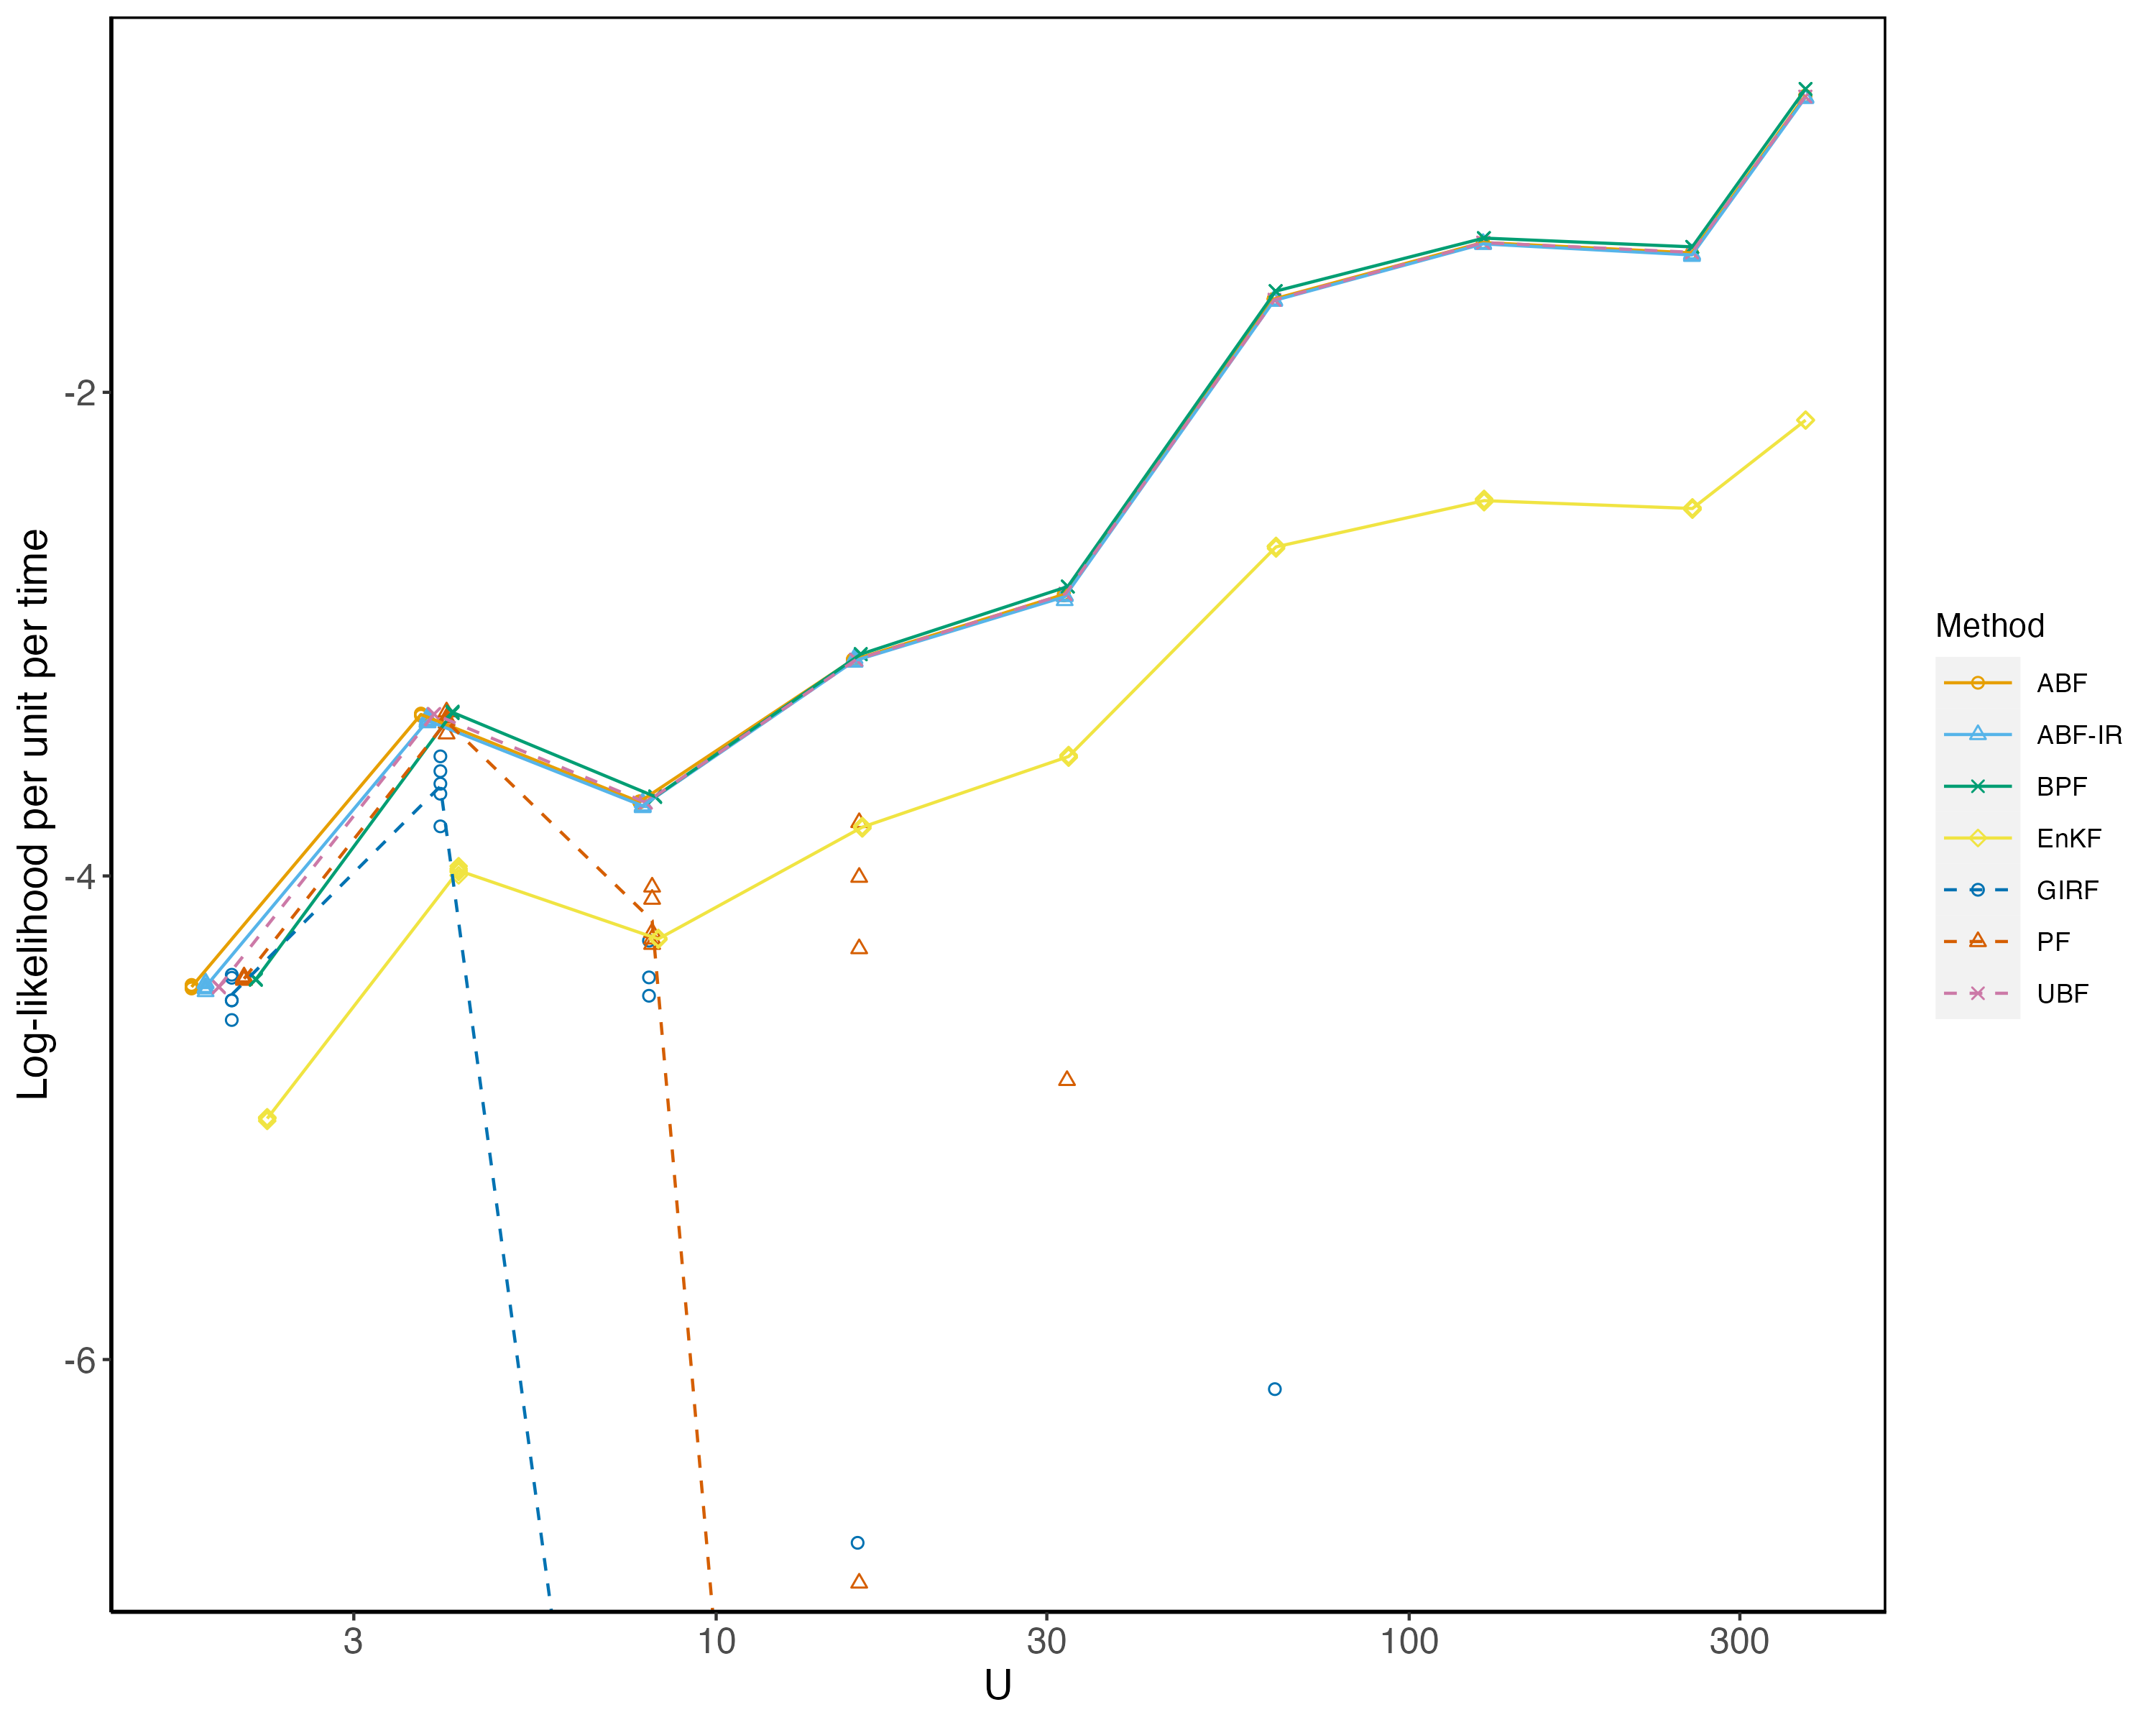 Log-likelihood per unit per time
-2
-4
-6
3
10
30
100
300
U
Method
ABF
ABF-IR
BPF
EnKF
GIRF
PF
UBF